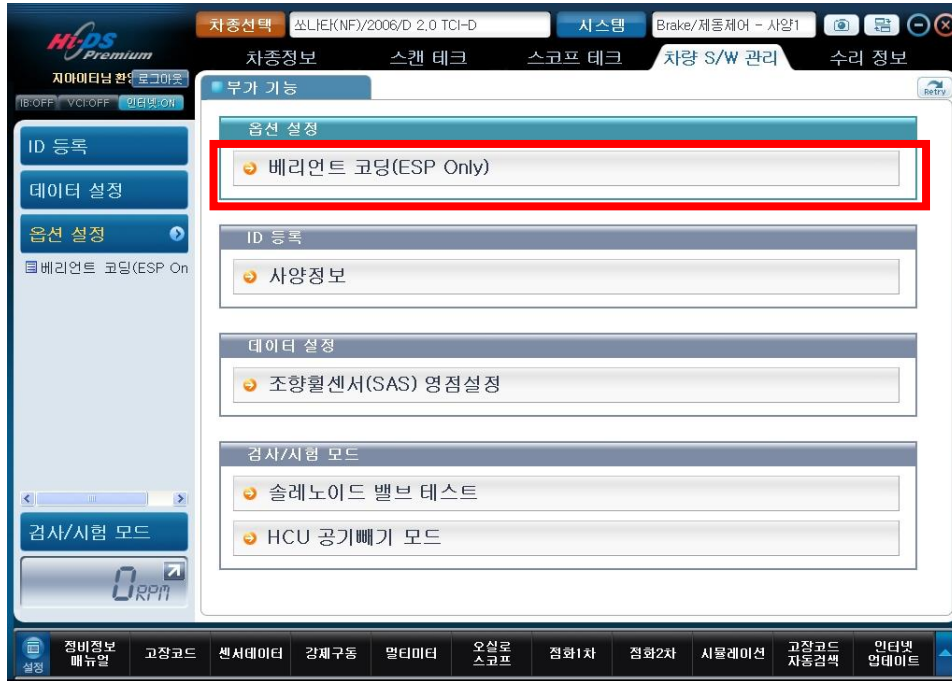 Hi-DS
Premium
차종선택 쏘나타(NF)/2006/D 2.0 TCI-D 시스템 Brake/제동제어 - 사양1
차종정보 스캔 테크 스코프 테크 차량 S/W 관리 수리 정보
지아이티님 환영 로그아웃
IB:OFF VCI:OFF 인터넷:ON
부가 기능
Retry
옵션 설정
베리언트 코딩(ESP Only)
ID 등록
사양정보
데이터 설정
조향휠센서(SAS) 영점설정
검사/시험 모드
솔레노이드 밸브 테스트
HCU 공기빼기 모드
ID 등록
데이터 설정
옵션 설정
베리언트 코딩(ESP On
검사/시험 모드
0 RPM
설정
정비정보 매뉴얼 고장코드 센서데이터 강제구동 멀티미터 오실로 스코프 점화1차 점화2차 시뮬레이션 고장코드 자동검색 인터넷 업데이트